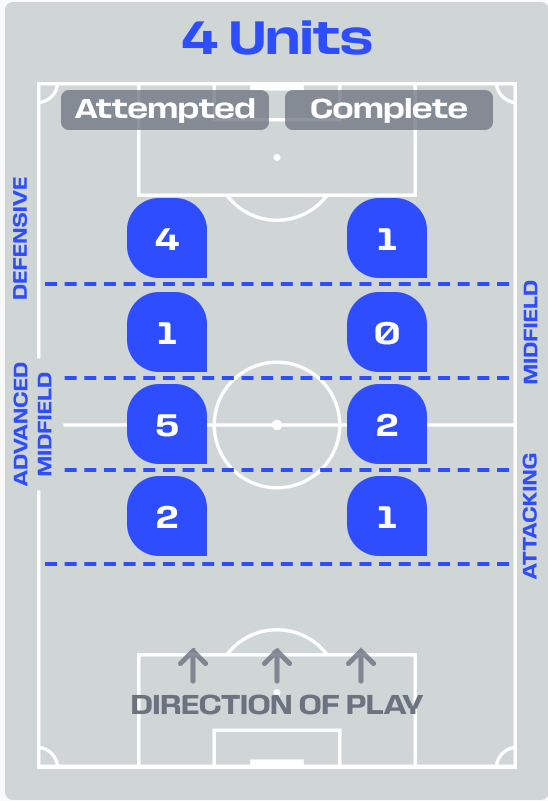 4 Units
Attempted Complete
DEFENSIVE
4 1
MIDFIELD
1 0
ADVANCED
MIDFIELD
5 2
ATTACKING
2 1
DIRECTION OF PLAY